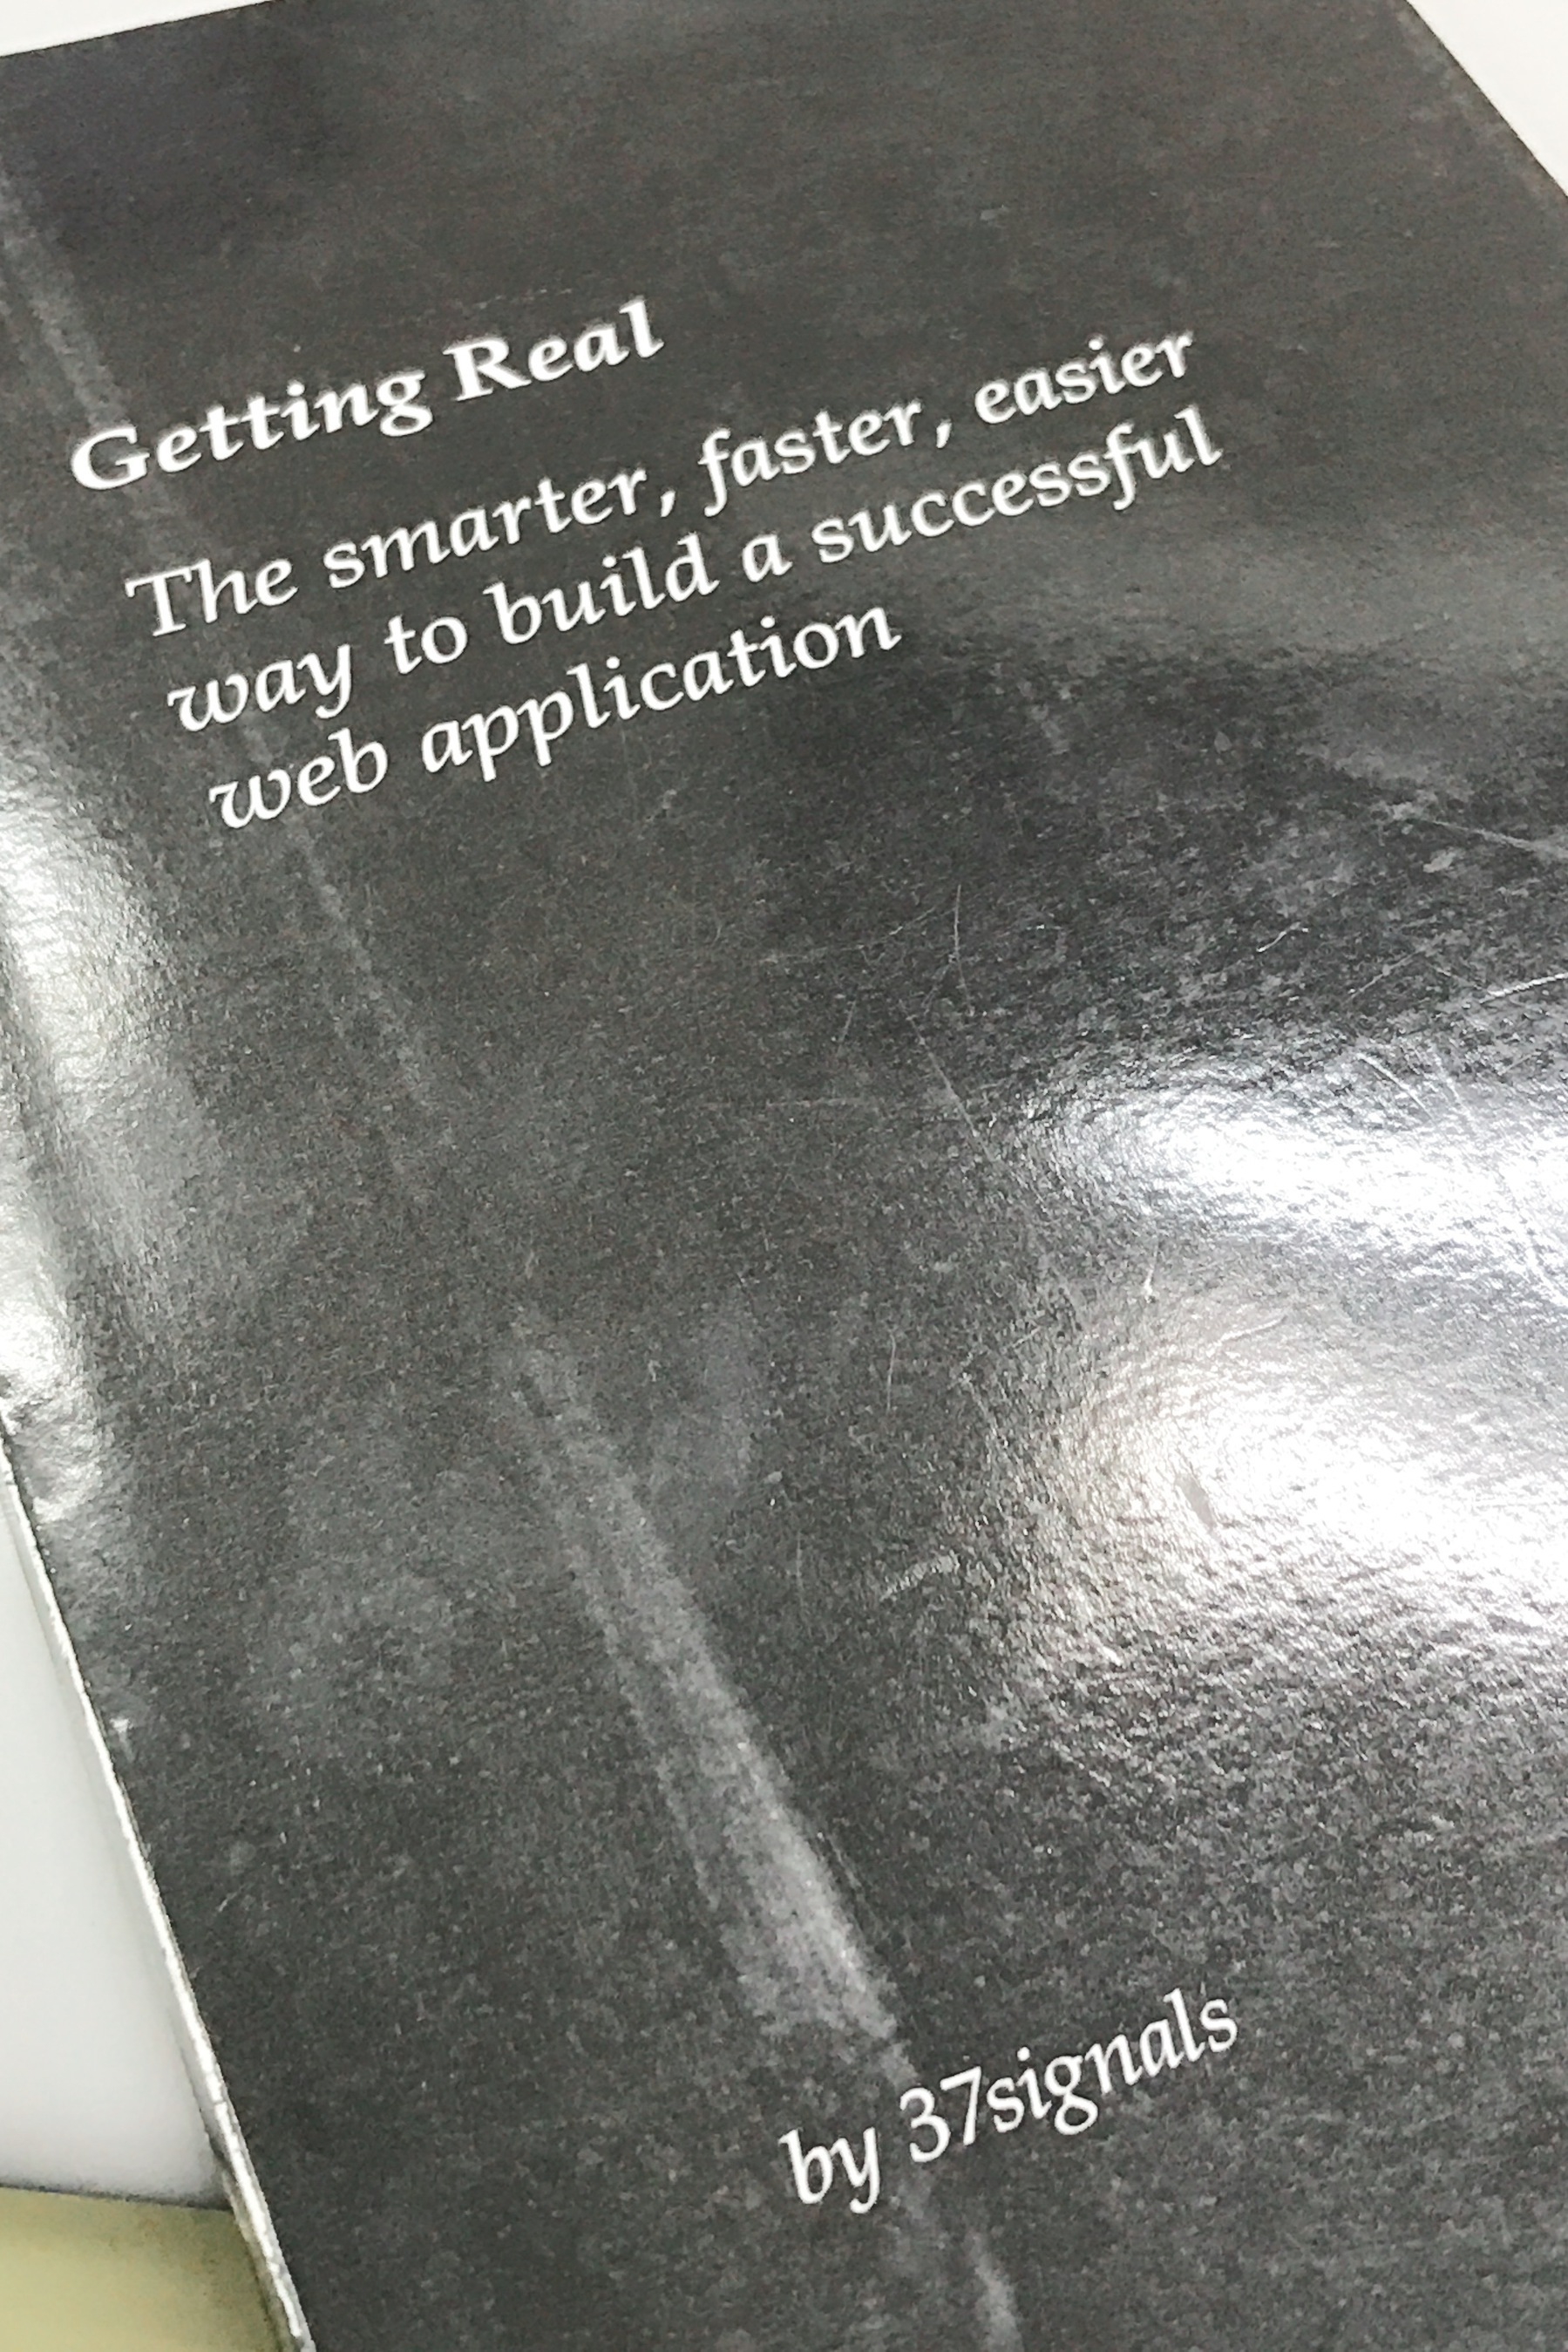 Getting Real
The smarter, faster, easier
way to build a successful
web application
by 37signals